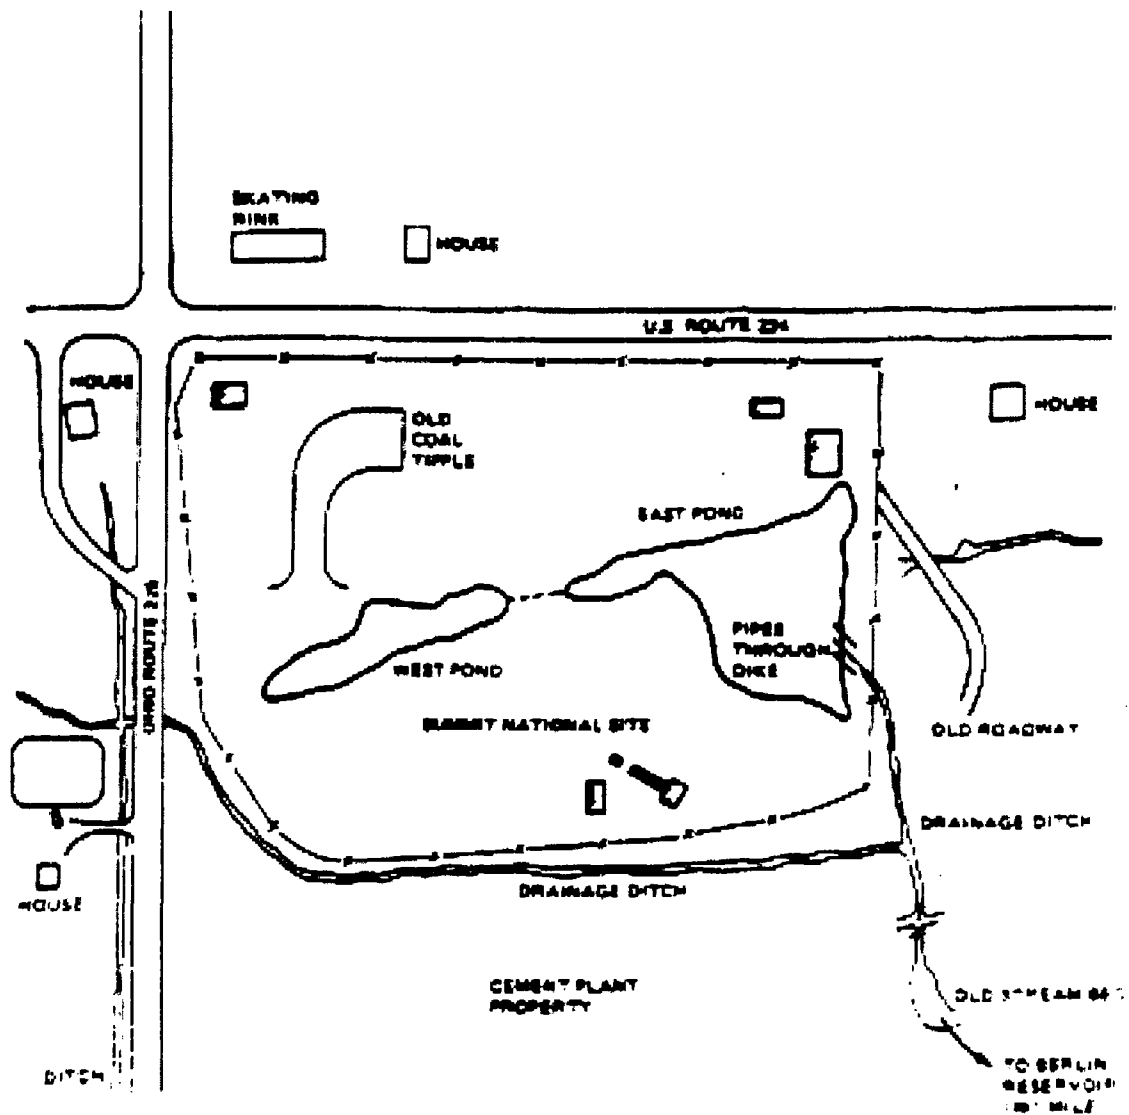 SKATING
RINK
HOUSE
U.S. ROUTE 224
HOUSE
HOUSE
OLD
COAL
TIPPLE
EAST POND
OHIO ROUTE
PIPES
THROUGH
DIKE
WEST POND
SUMMIT NATIONAL SITE
OLD ROADWAY
DRAINAGE DITCH
DRAINAGE DITCH
HOUSE
CEMENT PLANT
PROPERTY
OLD STREAM
DITCH
TO BERLIN
RESERVOIR
MILE